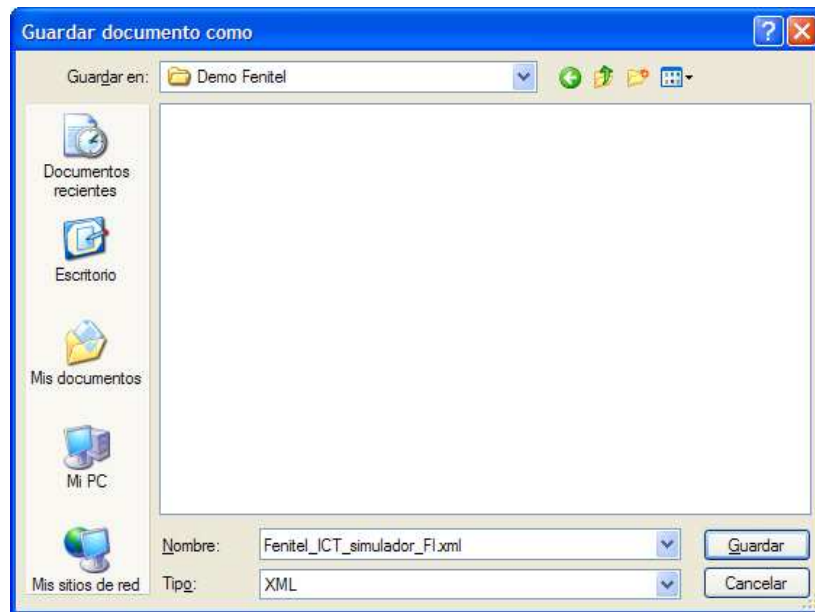 Guardar documento como
Guardar en: Demo Fenitel
Documentos
recientes
Escritorio
Mis documentos
Mi PC
Mis sitios de red
Nombre: Fenitel_ICT_simulador_FI.xml Guardar
Tipo: XML Cancelar